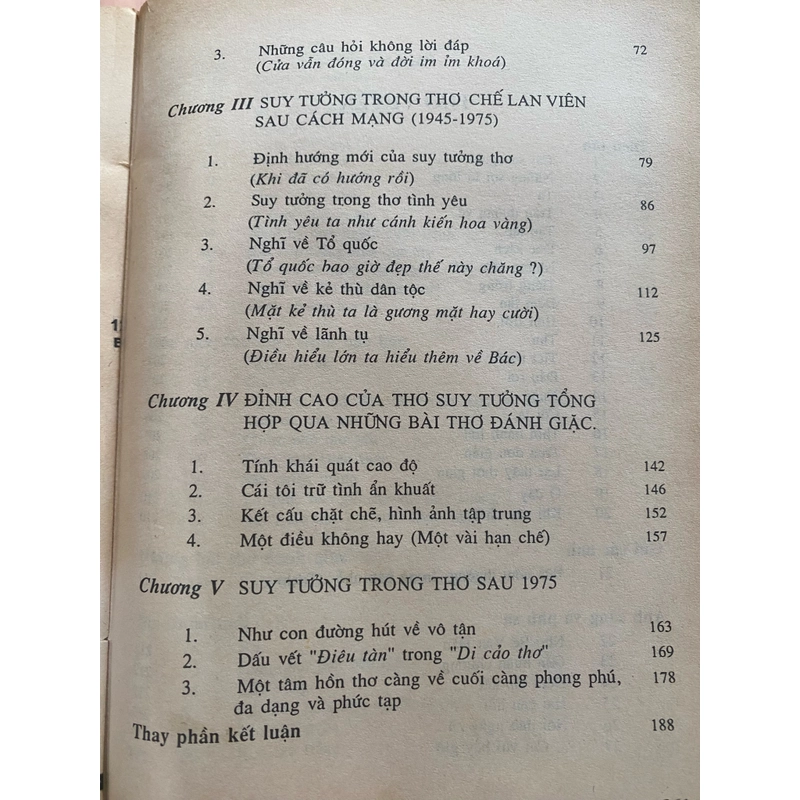 3. Những câu hỏi không lời đáp 72
(Cửa vẫn đóng và đời im ỉm khoá)
Chương III SUY TƯỞNG TRONG THƠ CHẾ LAN VIÊN
SAU CÁCH MẠNG (1945-1975)
1. Định hướng mới của suy tưởng thơ 79
(Khi đã có hướng rồi)
2. Suy tưởng trong thơ tình yêu 86
(Tình yêu ta như cánh kiến hoa vàng)
3. Nghĩ về Tổ quốc 97
(Tổ quốc bao giờ đẹp thế này chăng ?)
4. Nghĩ về kẻ thù dân tộc 112
(Mặt kẻ thù ta là gương mặt hay cười)
5. Nghĩ về lãnh tụ 125
(Điều hiểu lớn ta hiểu thêm về Bác)
Chương IV ĐỈNH CAO CỦA THƠ SUY TƯỞNG TỔNG
HỢP QUA NHỮNG BÀI THƠ ĐÁNH GIẶC.
1. Tính khái quát cao độ 142
2. Cái tôi trữ tình ẩn khuất 146
3. Kết cấu chặt chẽ, hình ảnh tập trung 152
4. Một điều không hay (Một vài hạn chế) 157
Chương V SUY TƯỞNG TRONG THƠ SAU 1975
1. Như con đường hút về vô tận 163
2. Dấu vết "Điêu tàn" trong "Di cảo thơ" 169
3. Một tâm hồn thơ càng về cuối càng phong phú, 178
đa dạng và phức tạp
Thay phần kết luận 188